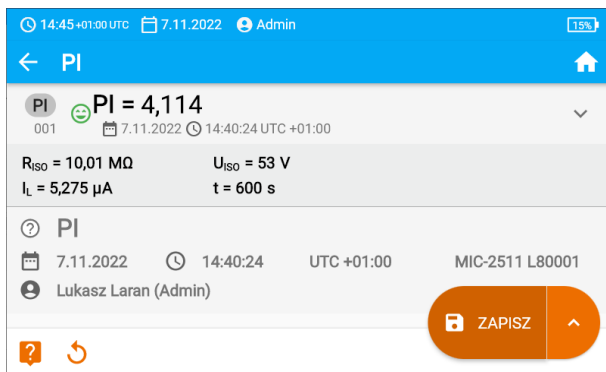 14:45 +01:00 UTC 7.11.2022 Admin 15%
PI
PI PI = 4,114
001 7.11.2022 14:40:24 UTC +01:00
RISO = 10,01 MΩ UISO = 53 V
IL = 5,275 μA t = 600 s
PI
7.11.2022 14:40:24 UTC +01:00 MIC-2511 L80001
Lukasz Laran (Admin)
ZAPISZ